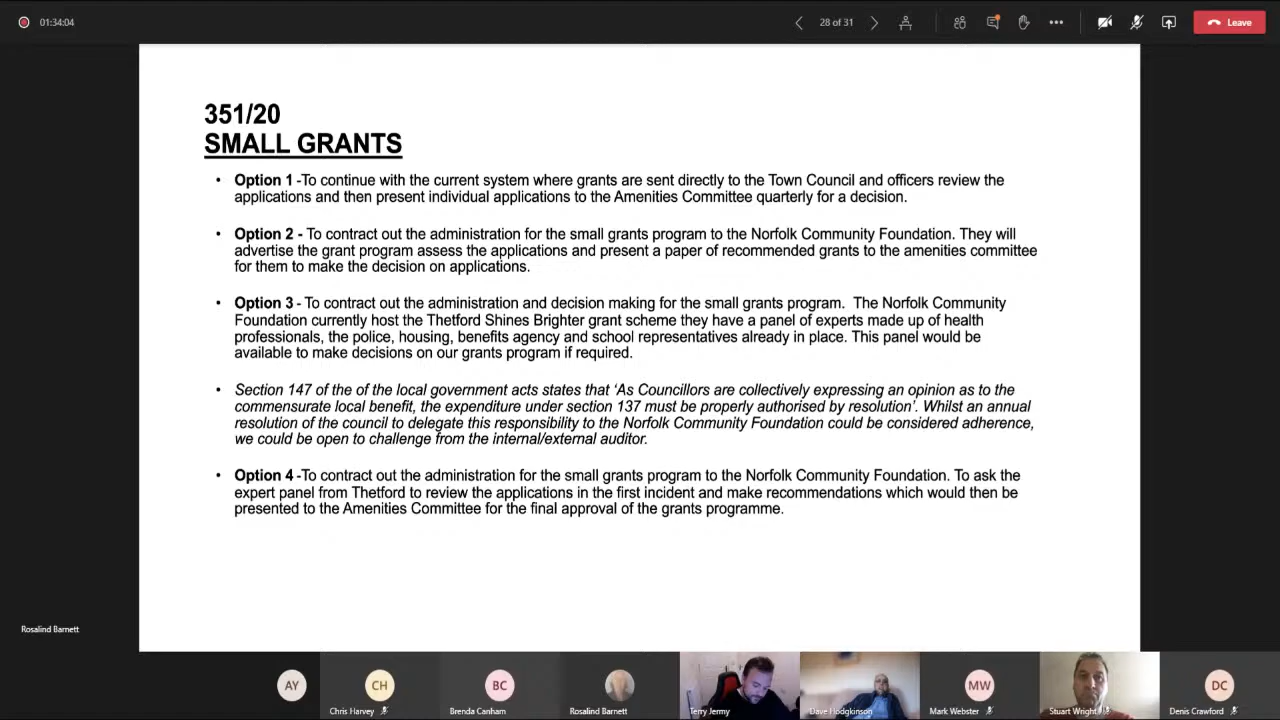 01:34:04
28 of 31
Leave
351/20
SMALL GRANTS
• Option 1 -To continue with the current system where grants are sent directly to the Town Council and officers review the
applications and then present individual applications to the Amenities Committee quarterly for a decision.
• Option 2 - To contract out the administration for the small grants program to the Norfolk Community Foundation. They will
advertise the grant program assess the applications and present a paper of recommended grants to the amenities committee
for them to make the decision on applications.
• Option 3 - To contract out the administration and decision making for the small grants program. The Norfolk Community
Foundation currently host the Thetford Shines Brighter grant scheme they have a panel of experts made up of health
professionals, the police, housing, benefits agency and school representatives already in place. This panel would be
available to make decisions on our grants program if required.
• Section 147 of the of the local government acts states that ‘As Councillors are collectively expressing an opinion as to the
commensurate local benefit, the expenditure under section 137 must be properly authorised by resolution’. Whilst an annual
resolution of the council to delegate this responsibility to the Norfolk Community Foundation could be considered adherence,
we could be open to challenge from the internal/external auditor.
• Option 4 -To contract out the administration for the small grants program to the Norfolk Community Foundation. To ask the
expert panel from Thetford to review the applications in the first incident and make recommendations which would then be
presented to the Amenities Committee for the final approval of the grants programme.
Rosalind Barnett
AY
CH
BC
MW
DC
Chris Harvey
Brenda Canham
Rosalind Barnett
Terry Jermy
Dave Hodgkinson
Mark Webster
Stuart Wright
Denis Crawford